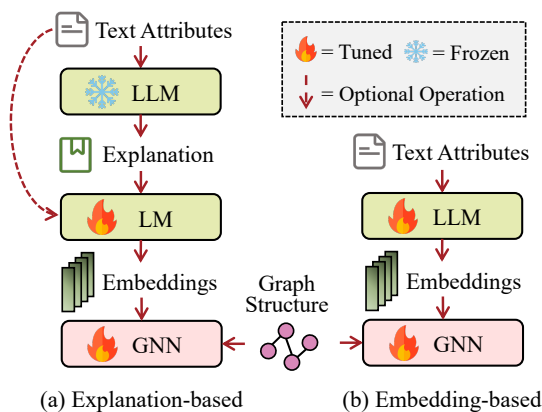 Text Attributes
LLM
Explanation
LM
Embeddings
GNN
(a) Explanation-based
= Tuned
= Frozen
= Optional Operation
Text Attributes
LLM
Embeddings
GNN
(b) Embedding-based
Graph
Structure